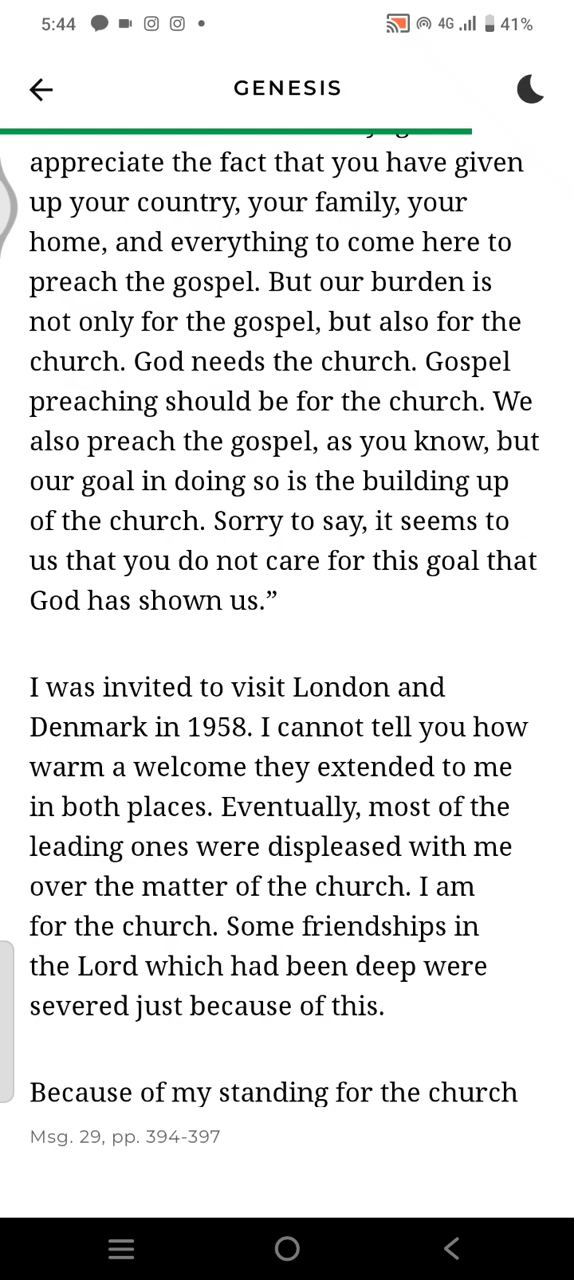 5:44
4G
41%
GENESIS
appreciate the fact that you have given
up your country, your family, your
home, and everything to come here to
preach the gospel. But our burden is
not only for the gospel, but also for the
church. God needs the church. Gospel
preaching should be for the church. We
also preach the gospel, as you know, but
our goal in doing so is the building up
of the church. Sorry to say, it seems to
us that you do not care for this goal that
God has shown us.”
I was invited to visit London and
Denmark in 1958. I cannot tell you how
warm a welcome they extended to me
in both places. Eventually, most of the
leading ones were displeased with me
over the matter of the church. I am
for the church. Some friendships in
the Lord which had been deep were
severed just because of this.
Because of my standing for the church
Msg. 29, pp. 394-397